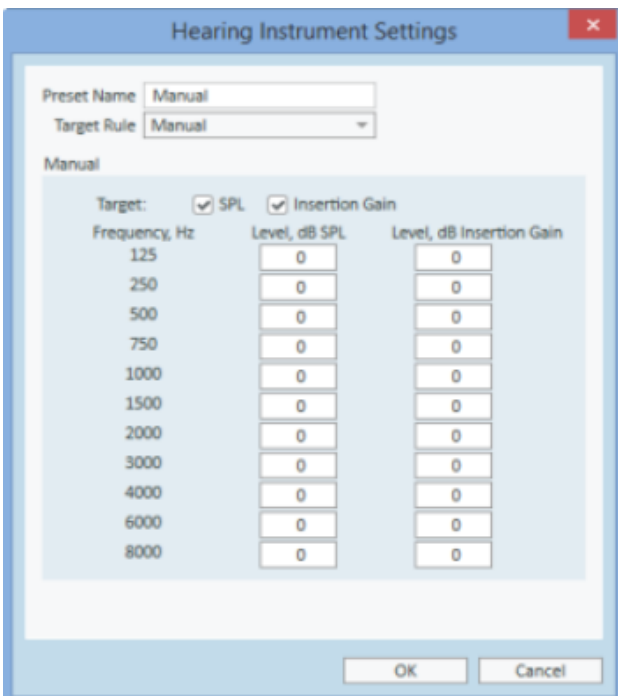 Hearing Instrument Settings
Preset Name Manual
Target Rule Manual
Manual
Target: SPL Insertion Gain
Frequency, Hz Level, dB SPL Level, dB Insertion Gain
125 0 0
250 0 0
500 0 0
750 0 0
1000 0 0
1500 0 0
2000 0 0
3000 0 0
4000 0 0
6000 0 0
8000 0 0
OK Cancel